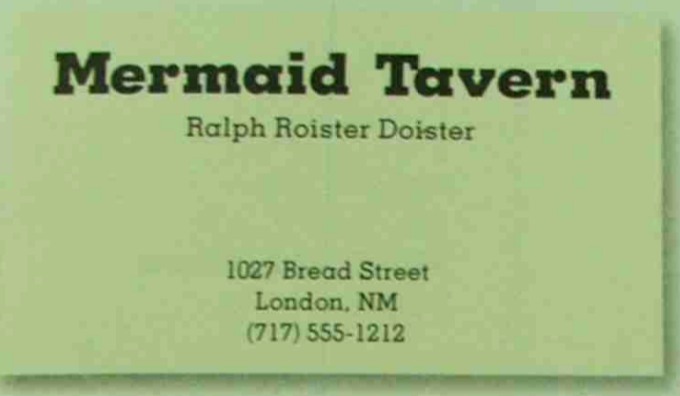 Mermaid Tavern
Ralph Roister Doister
1027 Bread Street
London, NM
(717) 555-1212